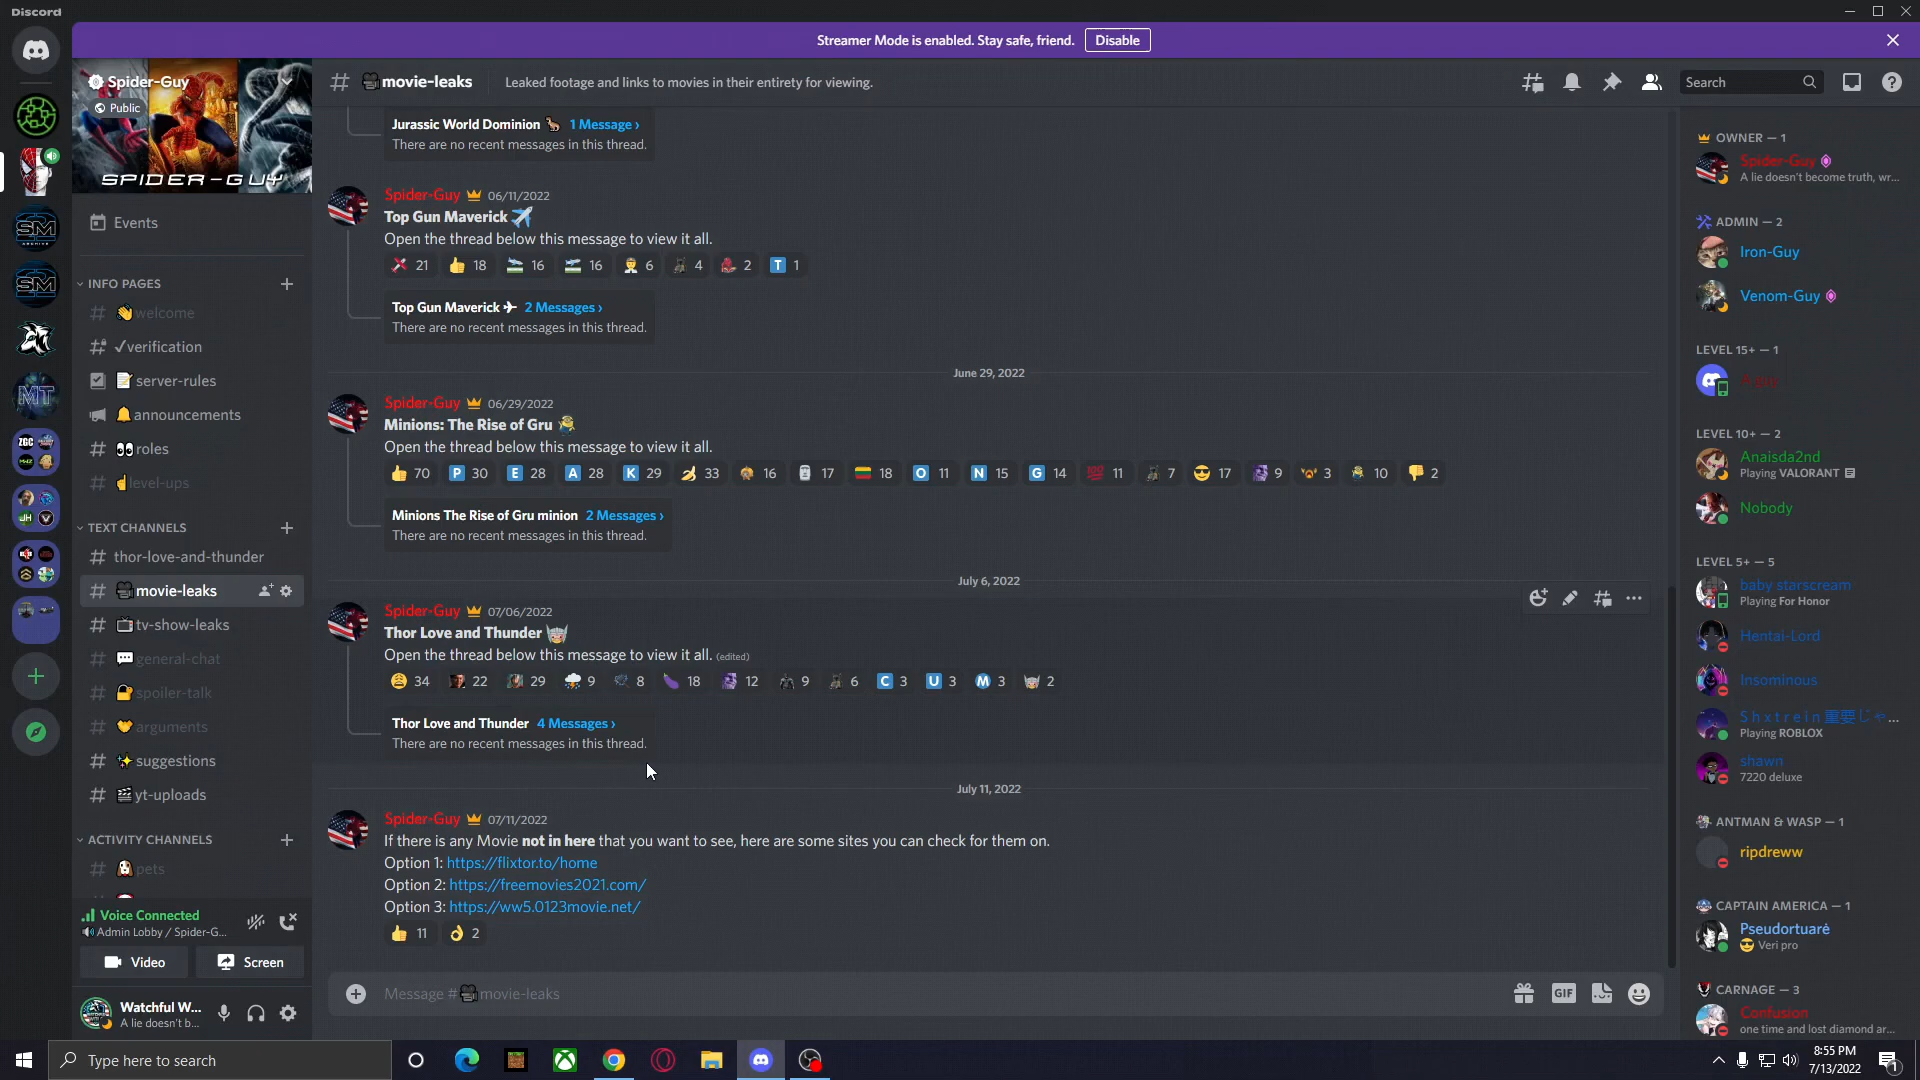 Discord
Streamer Mode is enabled. Stay safe, friend. Disable
Spider-Guy
Public
SPIDER-GUY
Events
INFO PAGES
welcome
✓verification
server-rules
announcements
roles
level-ups
TEXT CHANNELS
thor-love-and-thunder
movie-leaks
tv-show-leaks
general-chat
spoiler-talk
arguments
suggestions
yt-uploads
ACTIVITY CHANNELS
pets
Voice Connected
Admin Lobby / Spider-G...
Video
Screen
Watchful W...
A lie doesn't b...
movie-leaks
Leaked footage and links to movies in their entirety for viewing.
Search
Jurassic World Dominion 🦕 1 Message ›
There are no recent messages in this thread.
Spider-Guy 06/11/2022
Top Gun Maverick ✈️
Open the thread below this message to view it all.
21 18 16 16 6 4 2 T 1
Top Gun Maverick ✈ 2 Messages ›
There are no recent messages in this thread.
June 29, 2022
Spider-Guy 06/29/2022
Minions: The Rise of Gru
Open the thread below this message to view it all.
70 P 30 E 28 A 28 K 29 33 16 17 18 O 11 N 15 G 14 100 11 7 17 9 3 10 2
Minions The Rise of Gru minion 2 Messages ›
There are no recent messages in this thread.
July 6, 2022
Spider-Guy 07/06/2022
Thor Love and Thunder
Open the thread below this message to view it all. (edited)
34 22 29 9 8 18 12 9 6 C 3 U 3 M 3 2
Thor Love and Thunder 4 Messages ›
There are no recent messages in this thread.
July 11, 2022
Spider-Guy 07/11/2022
If there is any Movie not in here that you want to see, here are some sites you can check for them on.
Option 1: https://flixtor.to/home
Option 2: https://freemovies2021.com/
Option 3: https://ww5.0123movie.net/
11 2
Message #movie-leaks
GIF
OWNER — 1
Spider-Guy
A lie doesn't become truth, wr...
ADMIN — 2
Iron-Guy
Venom-Guy
LEVEL 15+ — 1
LEVEL 10+ — 2
Anaisda2nd
Playing VALORANT
Nobody
LEVEL 5+ — 5
baby starscream
Playing For Honor
Hentai-Lord
Insominous
Shxtrein 重要じゃ...
Playing ROBLOX
shawn
7220 deluxe
ANTMAN & WASP — 1
ripdreww
CAPTAIN AMERICA — 1
Pseudortuaré
Veri pro
CARNAGE — 3
Confusion
one time and lost diamond ar...
Type here to search
8:55 PM
7/13/2022
1